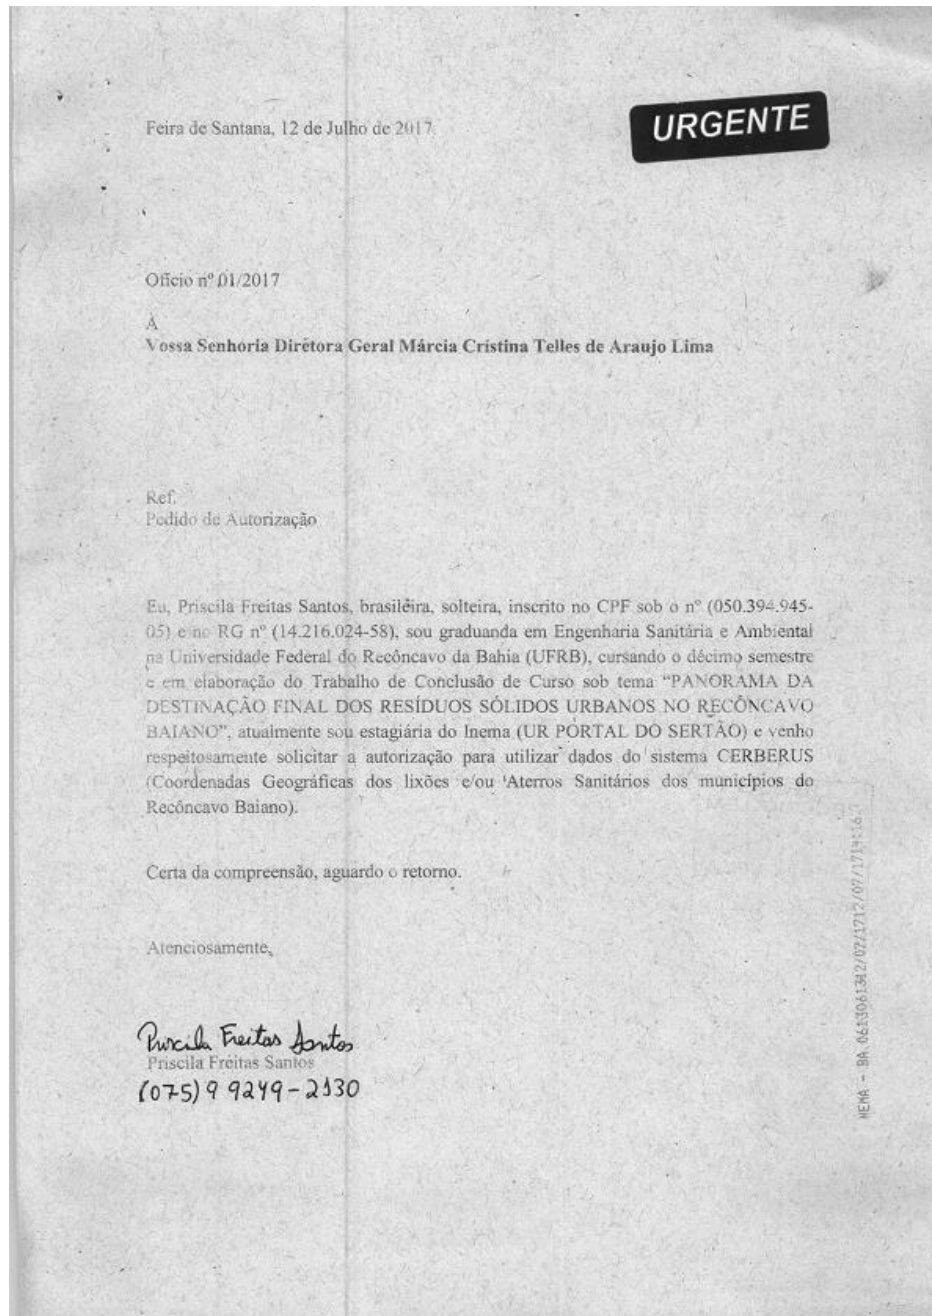 Feira de Santana, 12 de Julho de 2017.
URGENTE
Ofício nº 01/2017
À
Vossa Senhoria Diretora Geral Márcia Cristina Telles de Araujo Lima
Ref.
Pedido de Autorização
Eu, Priscila Freitas Santos, brasileira, solteira, inscrito no CPF sob o nº (050.394.945-
05) e no RG nº (14.216.024-58), sou graduanda em Engenharia Sanitária e Ambiental
na Universidade Federal do Recôncavo da Bahia (UFRB), cursando o décimo semestre
e em elaboração do Trabalho de Conclusão de Curso sob tema “PANORAMA DA
DESTINAÇÃO FINAL DOS RESÍDUOS SÓLIDOS URBANOS NO RECÔNCAVO
BAIANO”, atualmente sou estagiária do Inema (UR PORTAL DO SERTÃO) e venho
respeitosamente solicitar a autorização para utilizar dados do sistema CERBERUS
(Coordenadas Geográficas dos lixões e/ou Aterros Sanitários dos municípios do
Recôncavo Baiano).
Certa da compreensão, aguardo o retorno.
Atenciosamente,
Priscila Freitas Santos
Priscila Freitas Santos
(075) 9 9249-2130